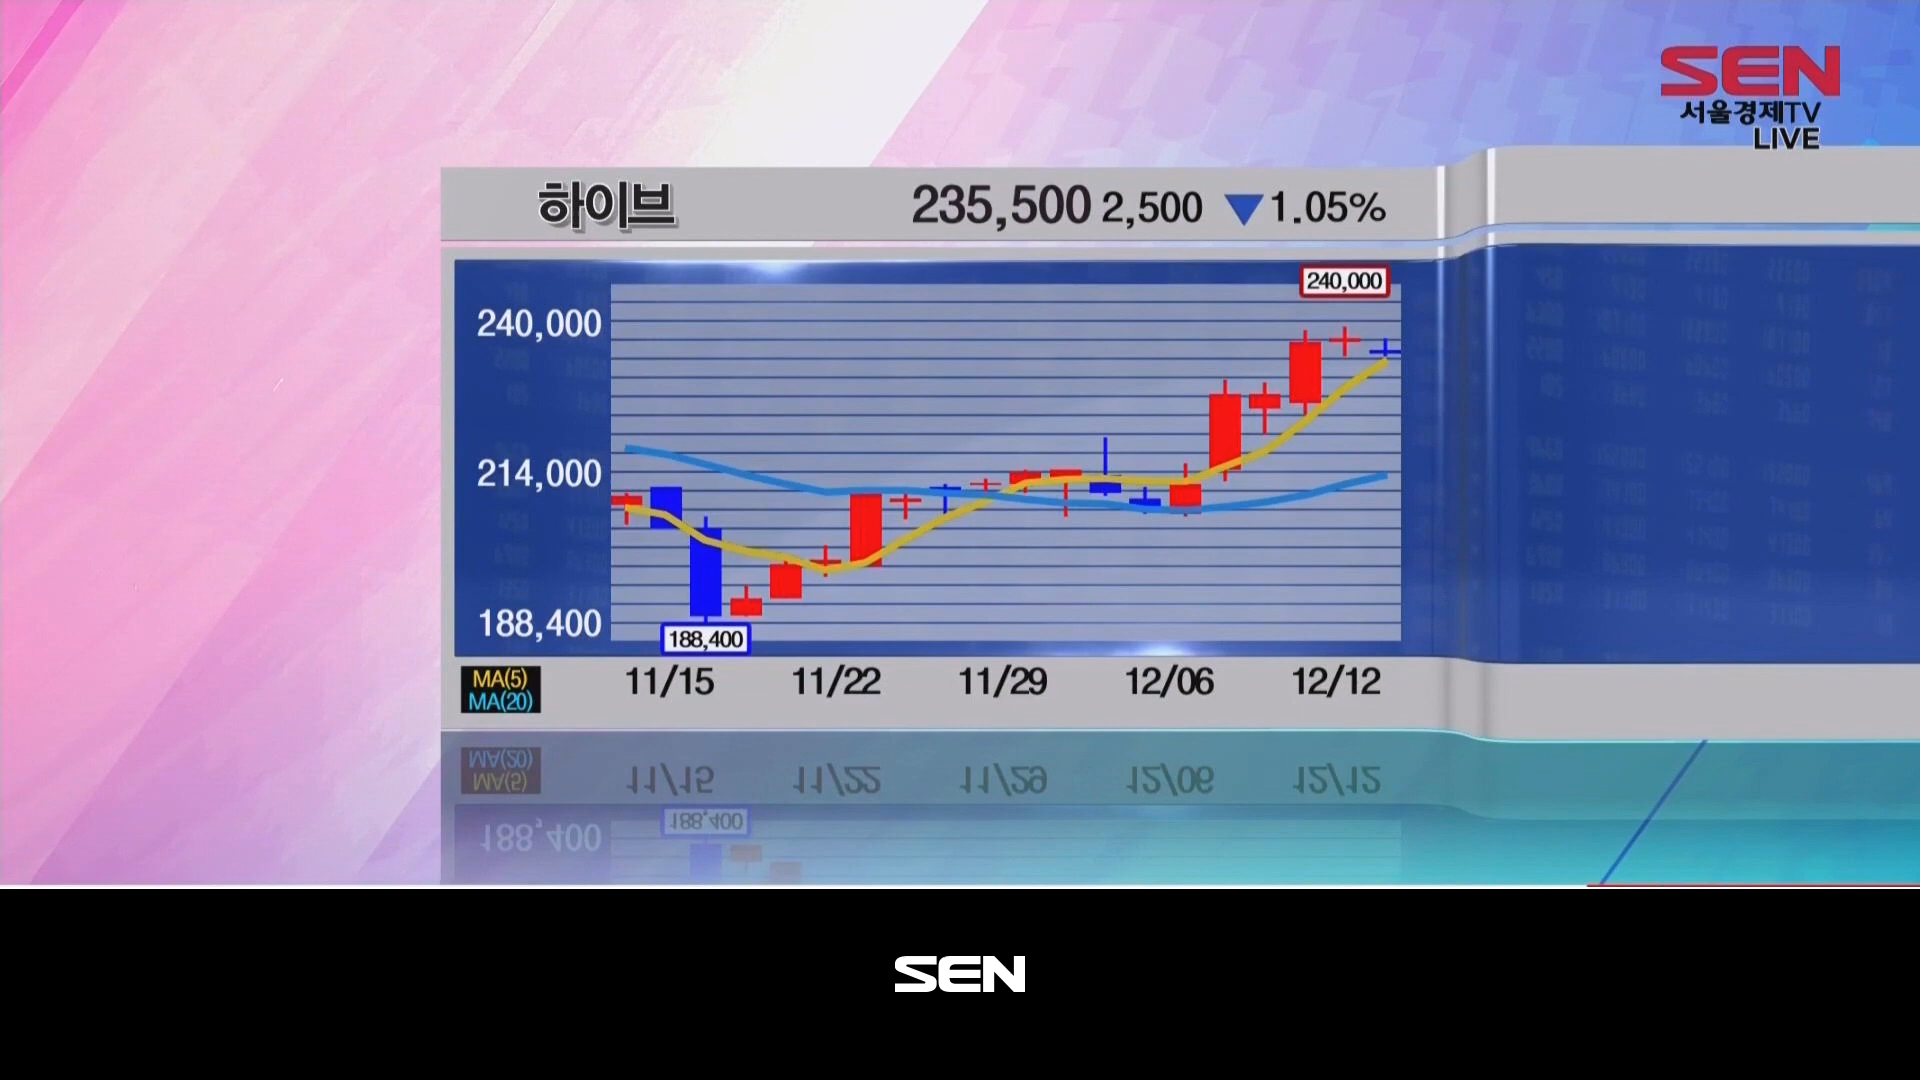 SEN
서울경제TV
LIVE
하이브 235,500 2,500 ▼1.05%
240,000
240,000
214,000
188,400
188,400
MA(5)
MA(20)
11/15 11/22 11/29 12/06 12/12
SEN